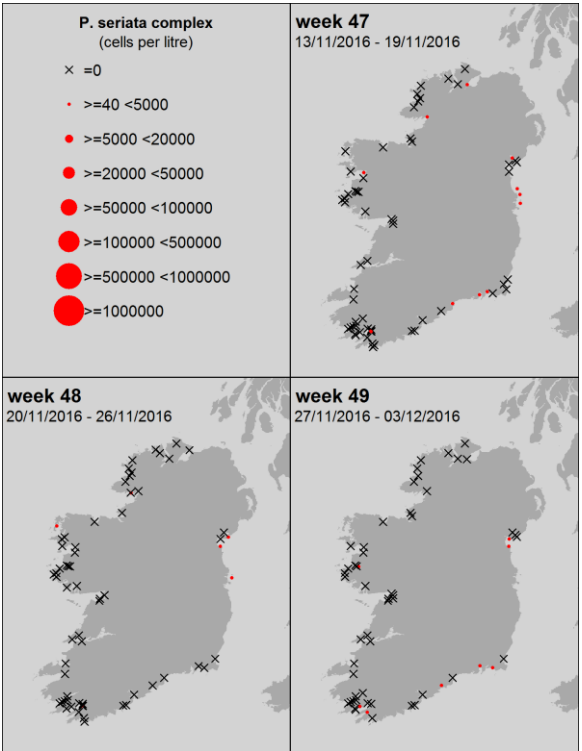 P. seriata complex
(cells per litre)
=0
>=40 <5000
>=5000 <20000
>=20000 <50000
>=50000 <100000
>=100000 <500000
>=500000 <1000000
>=1000000
week 47
13/11/2016 - 19/11/2016
week 48
20/11/2016 - 26/11/2016
week 49
27/11/2016 - 03/12/2016